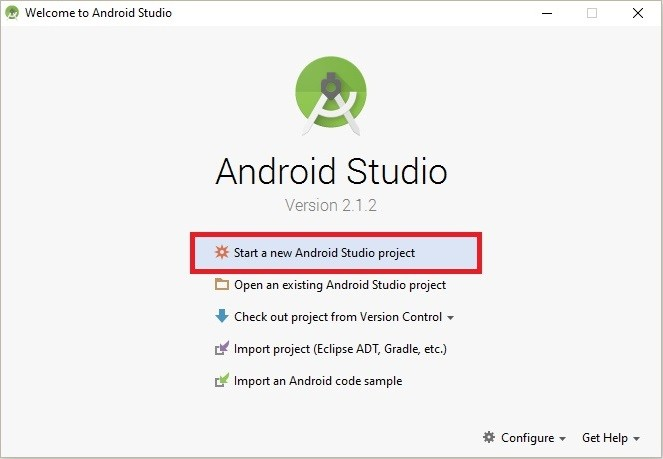 Welcome to Android Studio
Android Studio
Version 2.1.2
Start a new Android Studio project
Open an existing Android Studio project
Check out project from Version Control
Import project (Eclipse ADT, Gradle, etc.)
Import an Android code sample
Configure Get Help